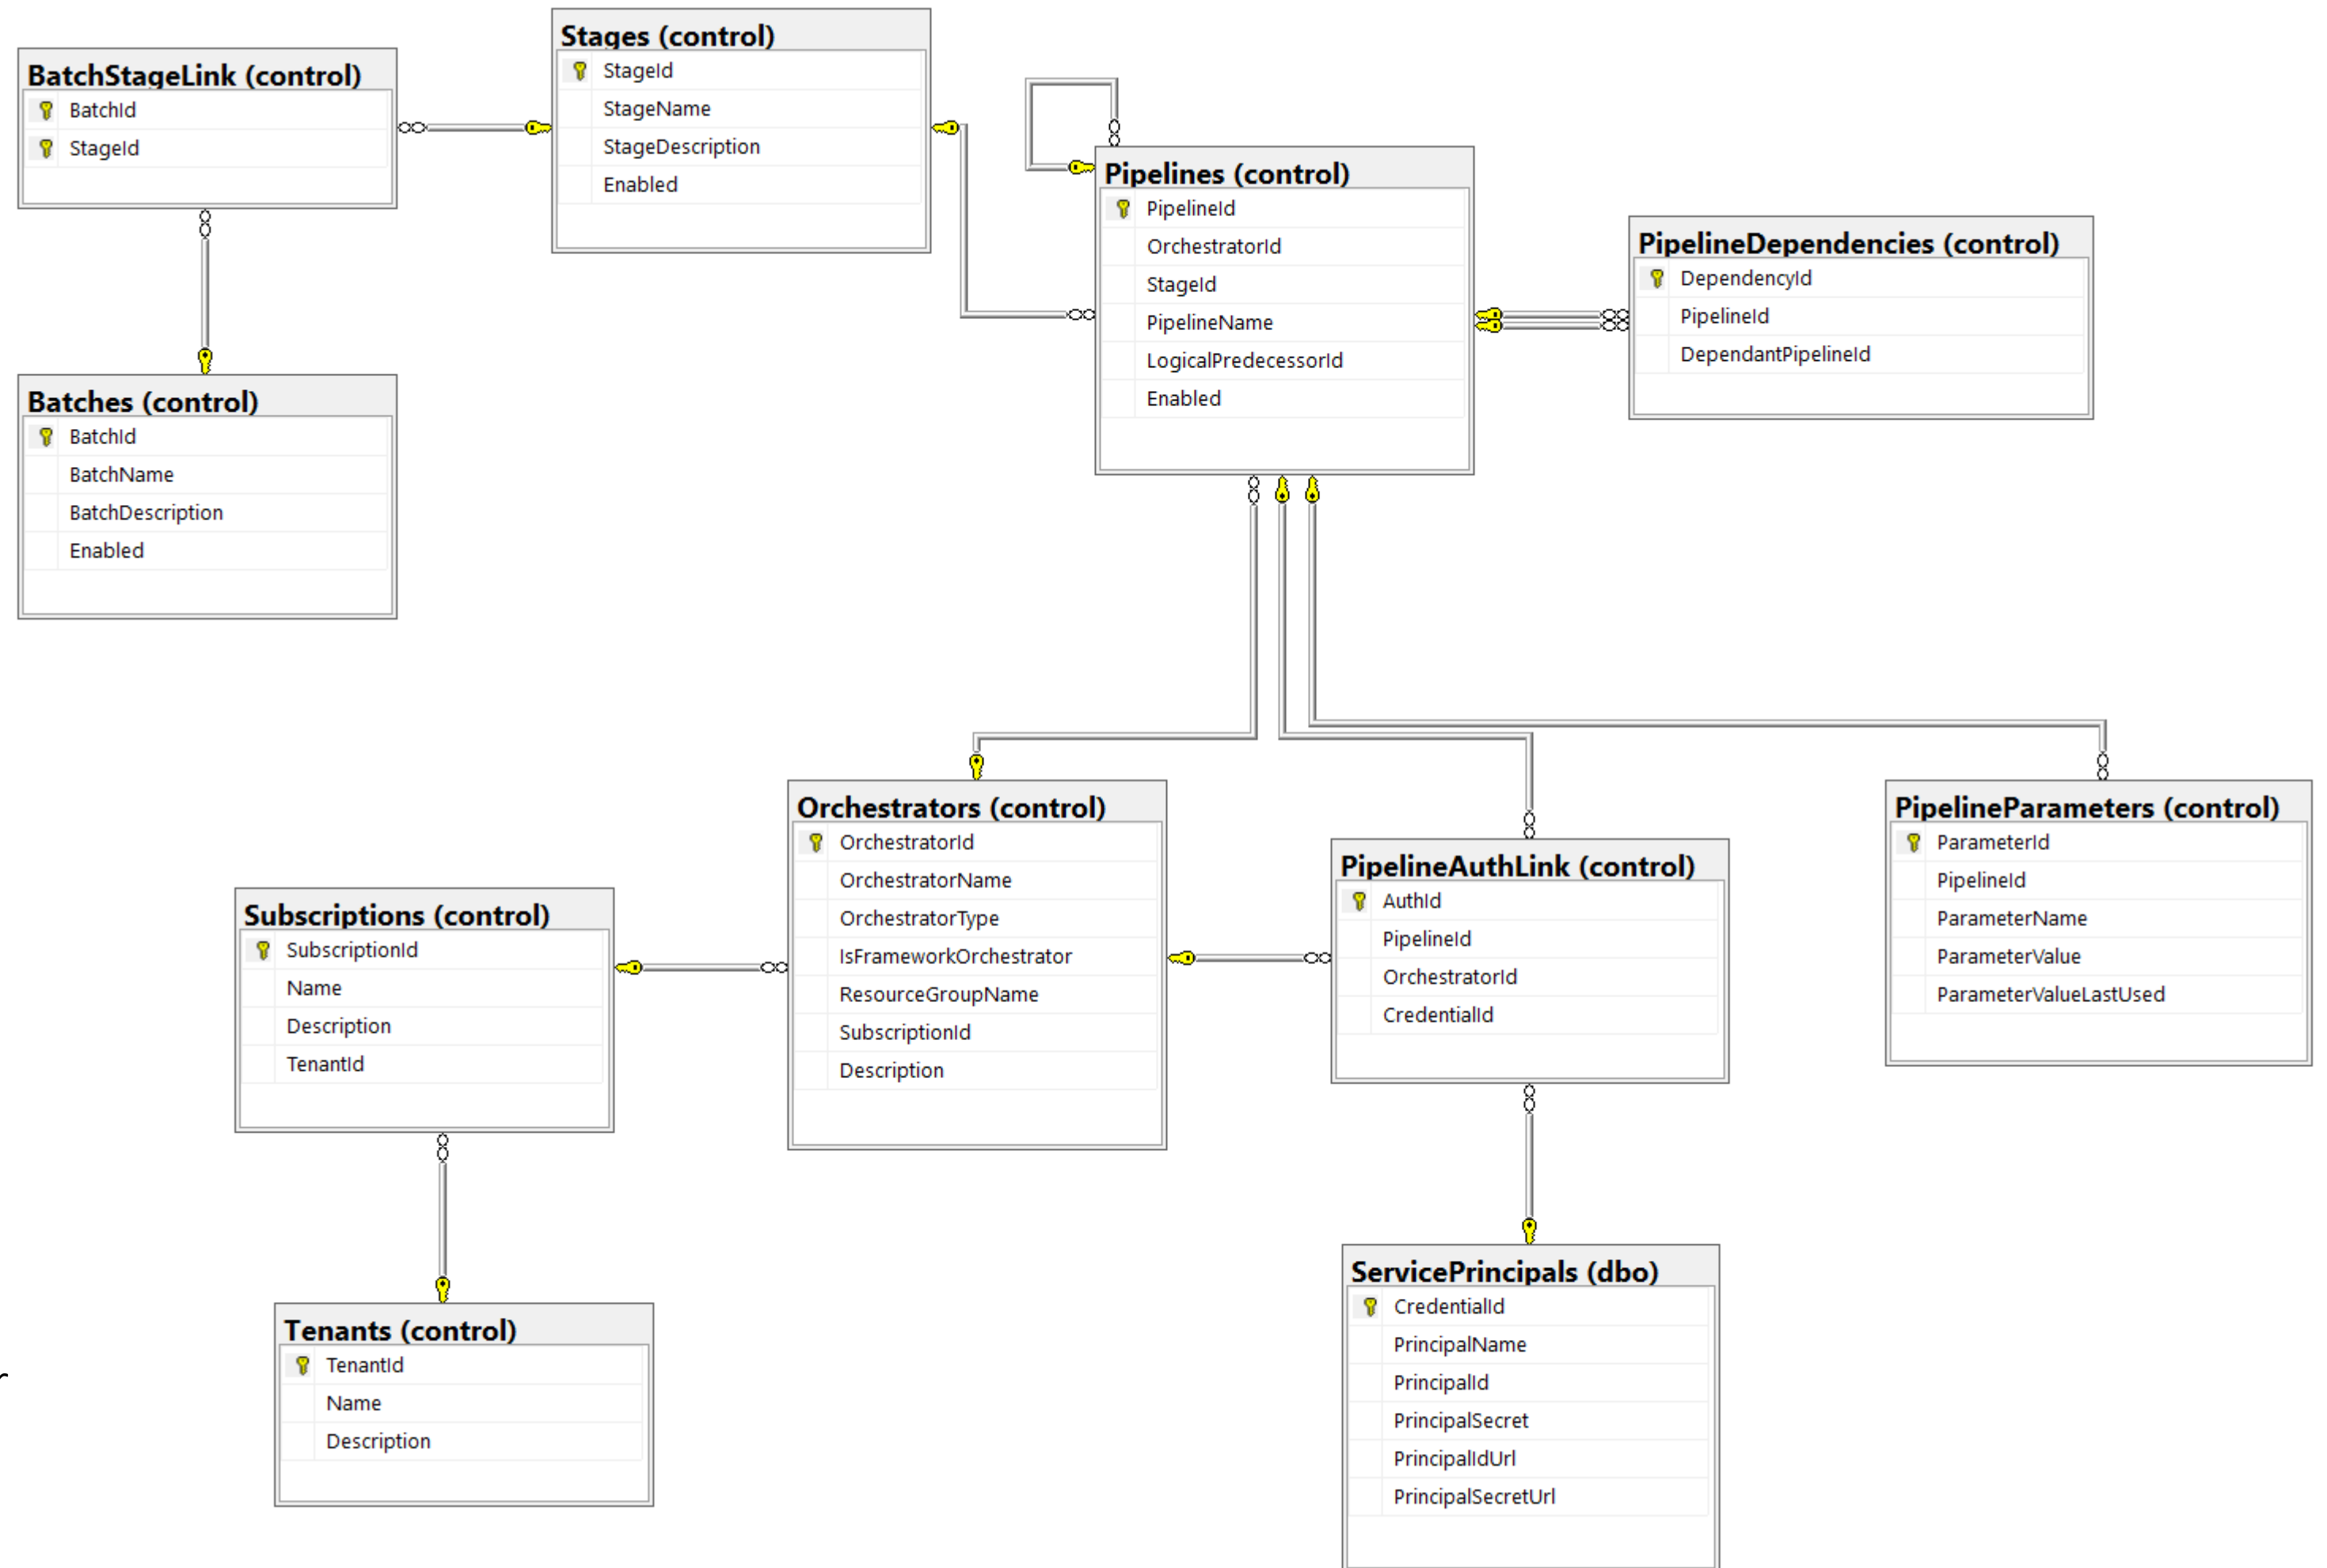 BatchStageLink (control)
BatchId
StageId
Stages (control)
StageId
StageName
StageDescription
Enabled
Batches (control)
BatchId
BatchName
BatchDescription
Enabled
Pipelines (control)
PipelineId
OrchestratorId
StageId
PipelineName
LogicalPredecessorId
Enabled
PipelineDependencies (control)
DependencyId
PipelineId
DependantPipelineId
Orchestrators (control)
OrchestratorId
OrchestratorName
OrchestratorType
IsFrameworkOrchestrator
ResourceGroupName
SubscriptionId
Description
PipelineAuthLink (control)
AuthId
PipelineId
OrchestratorId
CredentialId
PipelineParameters (control)
ParameterId
PipelineId
ParameterName
ParameterValue
ParameterValueLastUsed
Subscriptions (control)
SubscriptionId
Name
Description
TenantId
Tenants (control)
TenantId
Name
Description
ServicePrincipals (dbo)
CredentialId
PrincipalName
PrincipalId
PrincipalSecret
PrincipalIdUrl
PrincipalSecretUrl